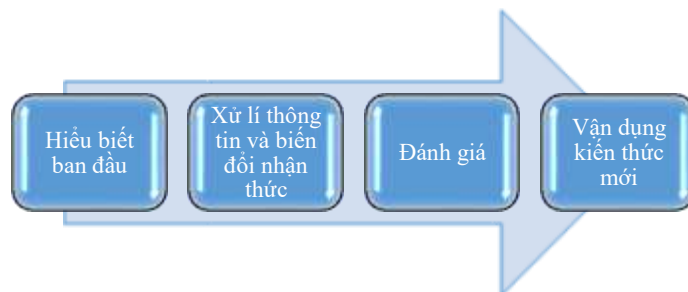 Hiểu biết
ban đầu
Xử lí thông
tin và biến
đổi nhận
thức
Đánh giá
Vận dụng
kiến thức
mới